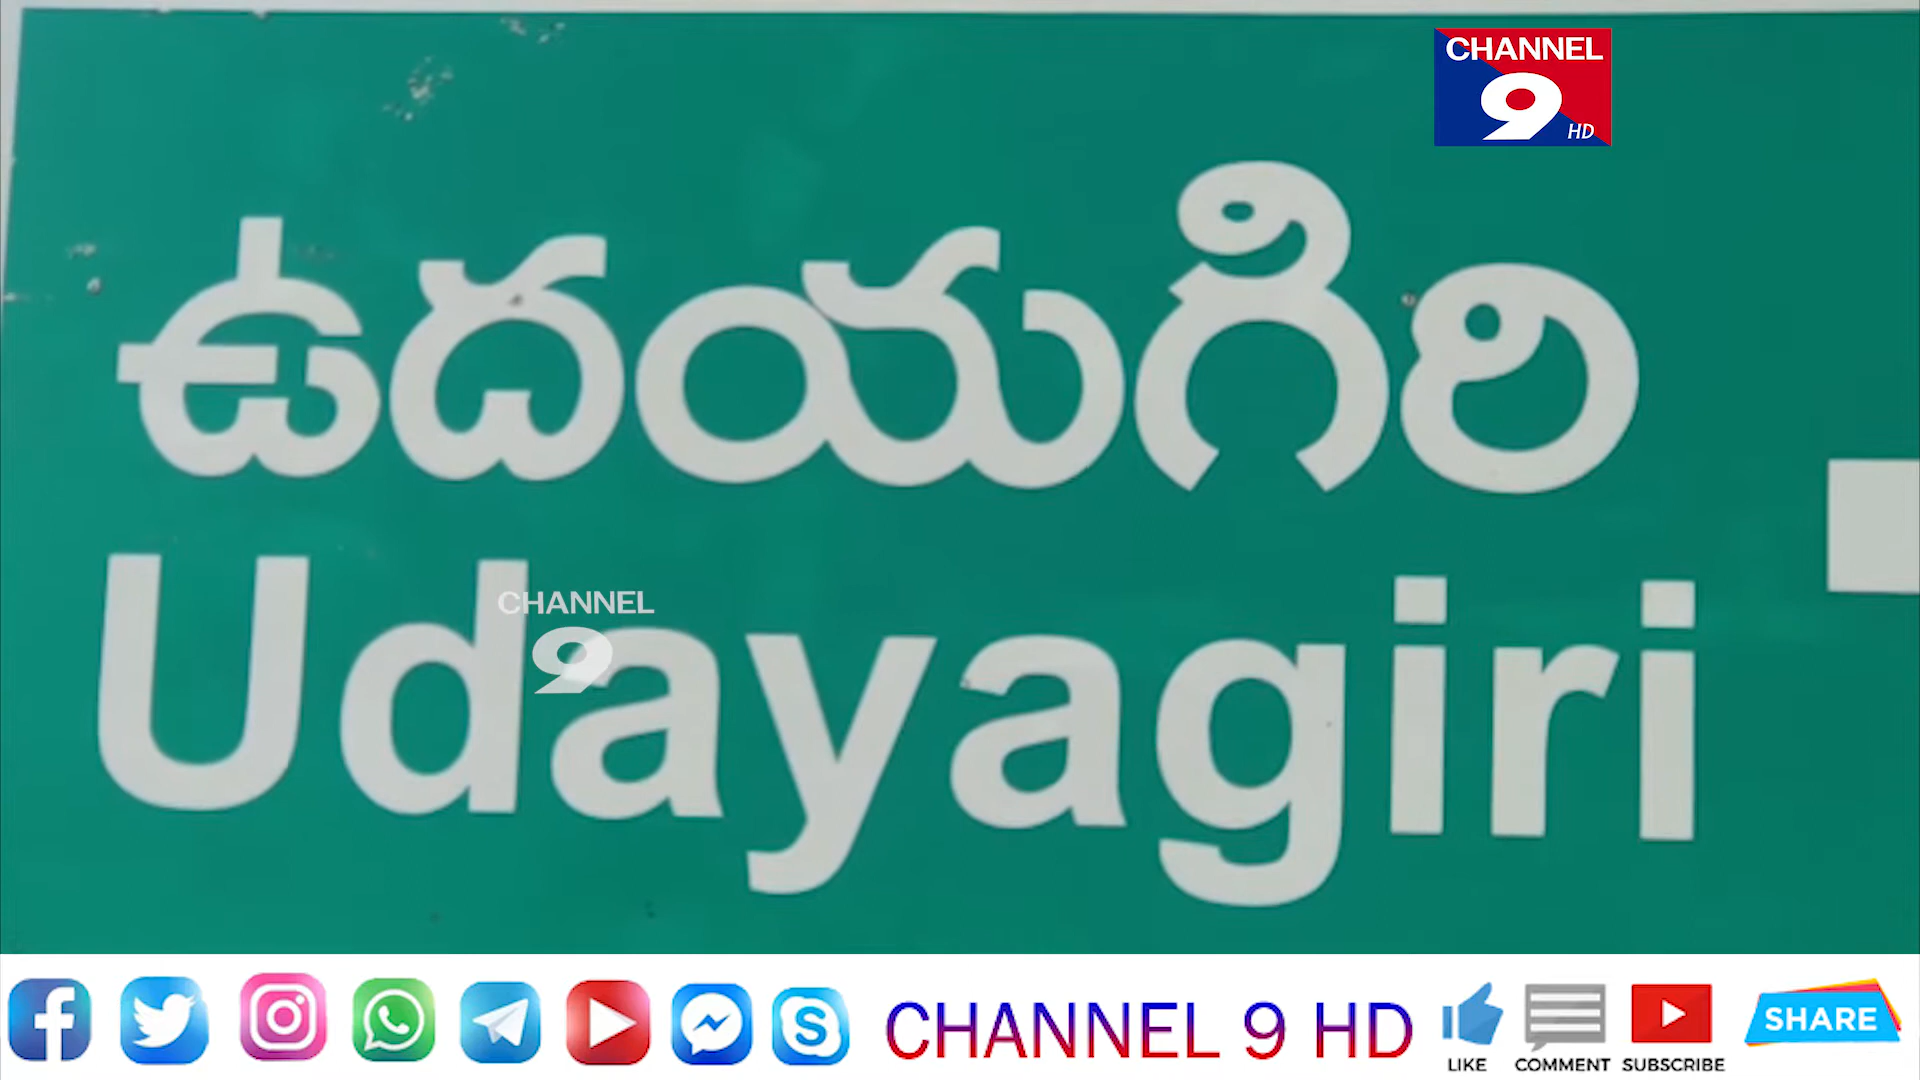 CHANNEL
9
HD
ఉదయగిరి
Udayagiri
CHANNEL
9
CHANNEL 9 HD
LIKE
COMMENT
SUBSCRIBE
SHARE